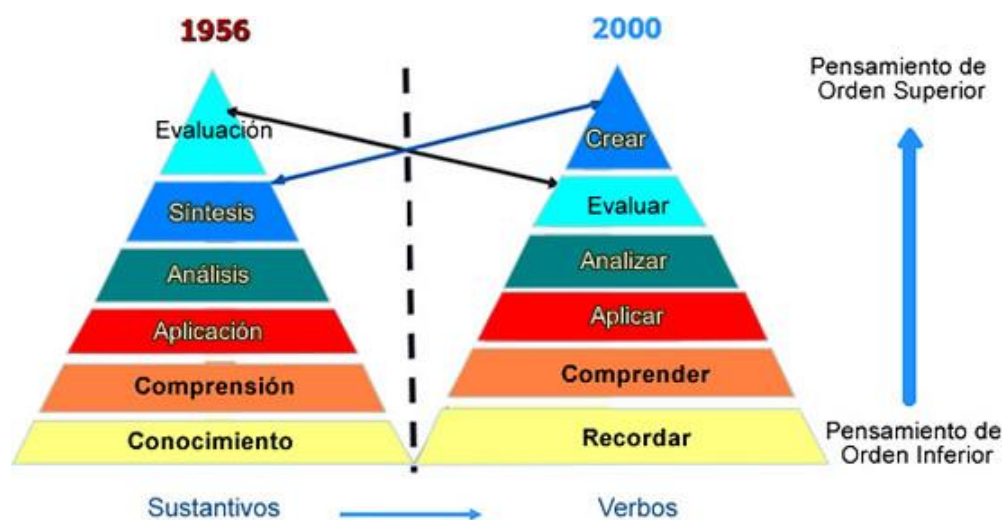 1956
Evaluación
Síntesis
Análisis
Aplicación
Comprensión
Conocimiento
Sustantivos
2000
Crear
Evaluar
Analizar
Aplicar
Comprender
Recordar
Verbos
Pensamiento de
Orden Superior
Pensamiento de
Orden Inferior